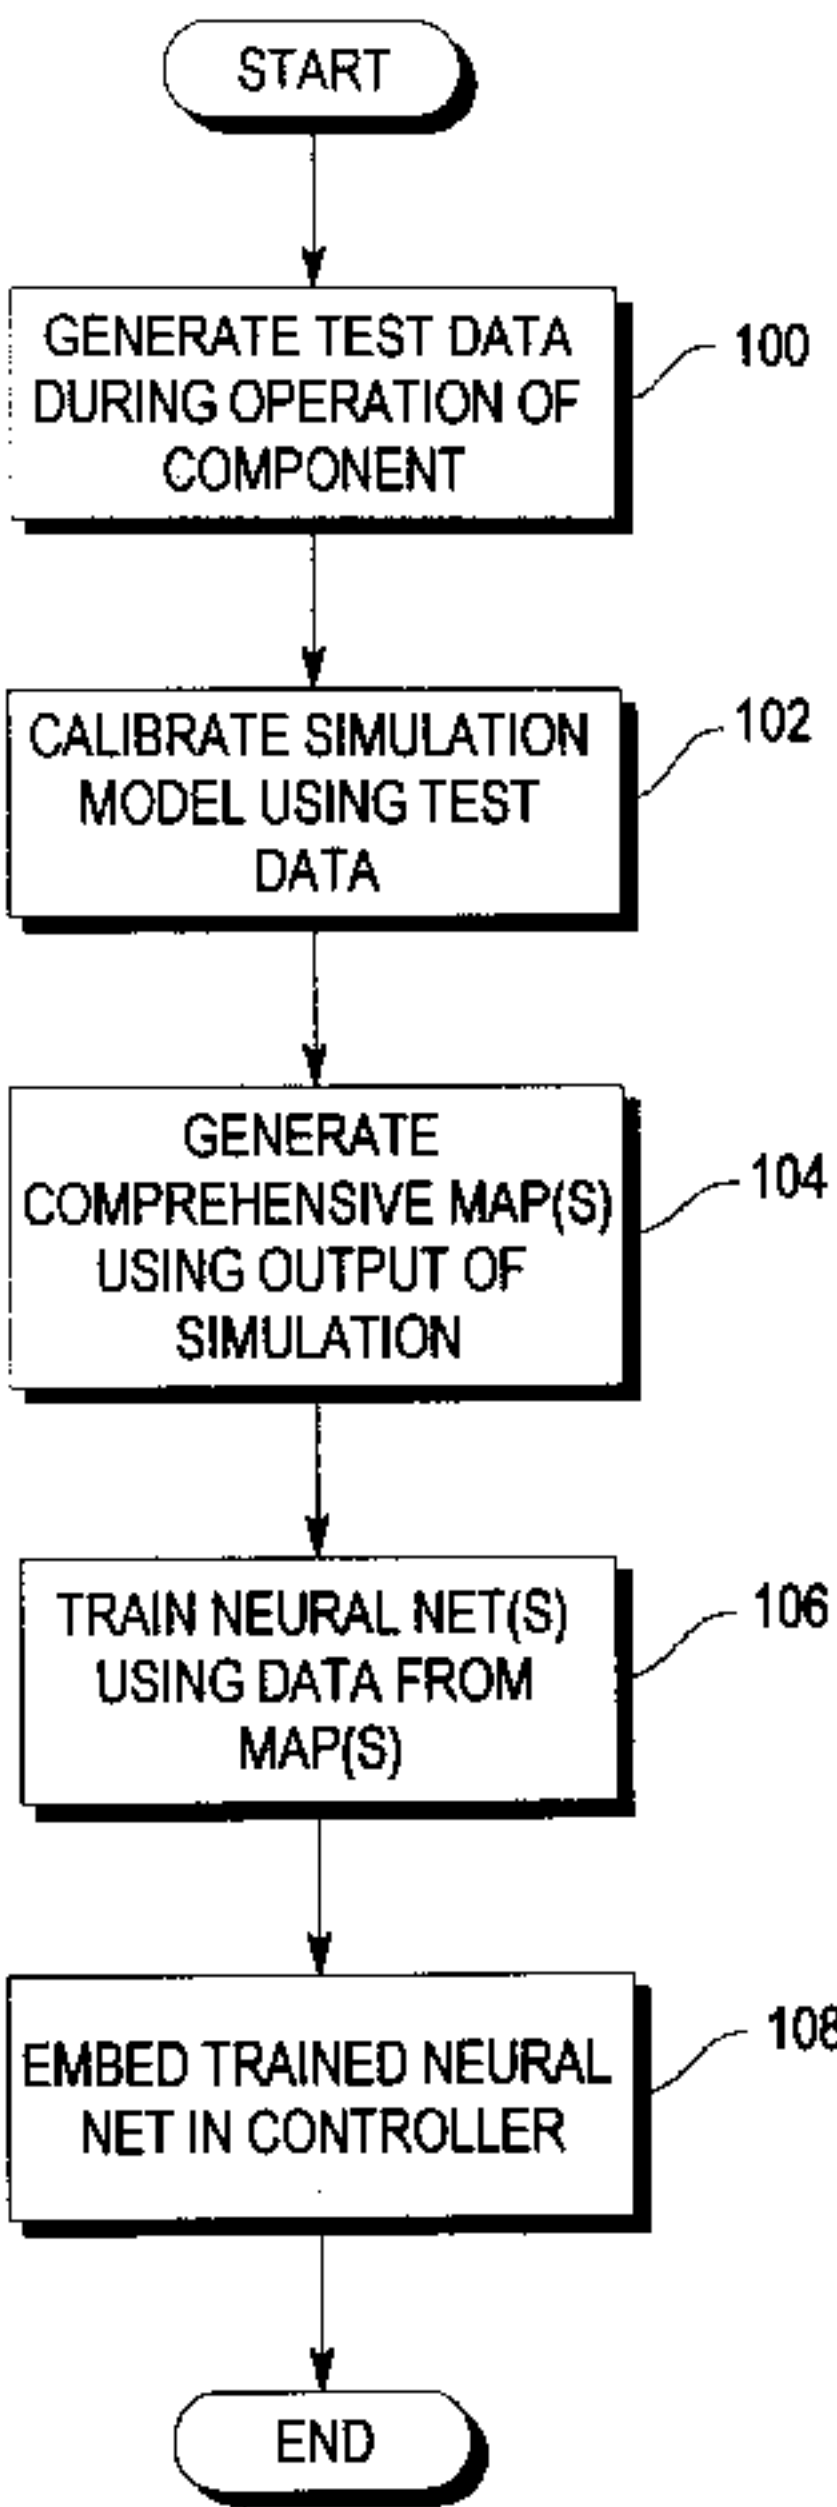 START
GENERATE TEST DATA
DURING OPERATION OF
COMPONENT
100
CALIBRATE SIMULATION
MODEL USING TEST
DATA
102
GENERATE
COMPREHENSIVE MAP(S)
USING OUTPUT OF
SIMULATION
104
TRAIN NEURAL NET(S)
USING DATA FROM
MAP(S)
106
EMBED TRAINED NEURAL
NET IN CONTROLLER
108
END